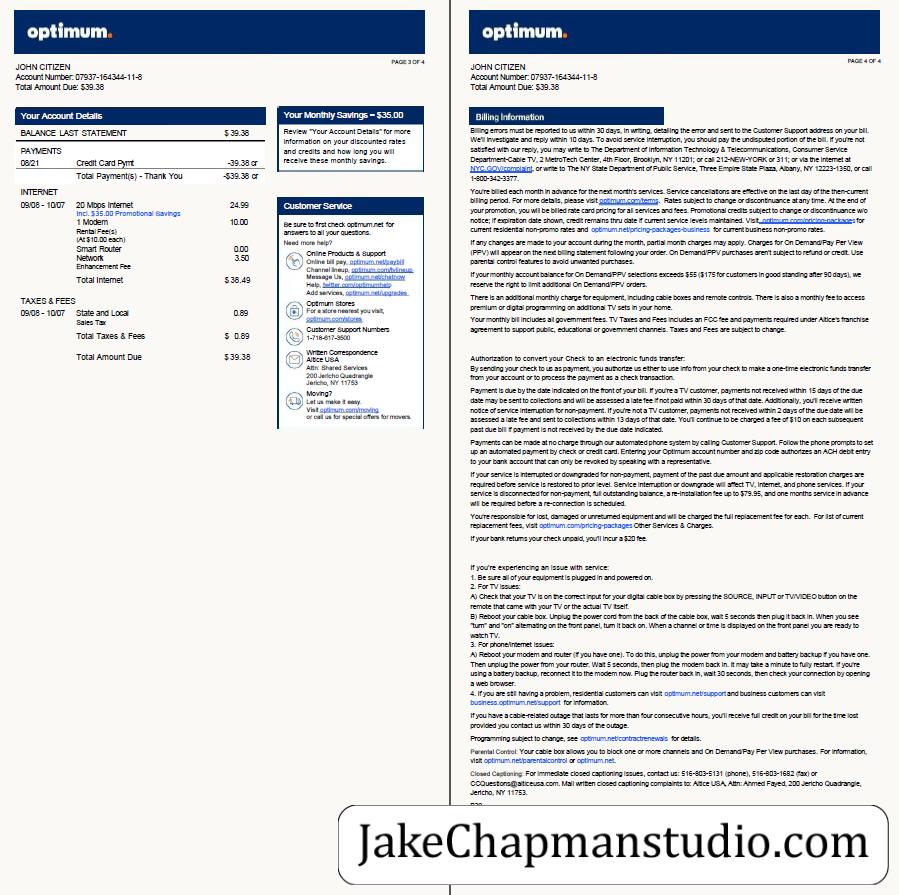 optimum.
PAGE 3 OF 4
JOHN CITIZEN
Account Number: 07937-164344-11-8
Total Amount Due: $39.38
Your Account Details
BALANCE LAST STATEMENT $ 39.38
PAYMENTS
08/21 Credit Card Pymt -39.38 cr
Total Payment(s) - Thank You -$39.38 cr
INTERNET
09/08 - 10/07 20 Mbps Internet 24.99
Incl. $35.00 Promotional Savings
1 Modem 10.00
Rental Fee(s)
(At $10.00 each)
Smart Router 0.00
Network 3.50
Enhancement Fee
Total Internet $ 38.49
TAXES & FEES
09/08 - 10/07 State and Local 0.89
Sales Tax
Total Taxes & Fees $ 0.89
Total Amount Due $ 39.38
Your Monthly Savings – $35.00
Review "Your Account Details" for more
information on your discounted rates
and credits and how long you will
receive these monthly savings.
Customer Service
Be sure to first check optimum.net for
answers to all your questions.
Need more help?
Online Products & Support
Online bill pay, optimum.net/paybill
Channel lineup, optimum.com/tvlineup
Message Us, optimum.net/chatnow
Help, twitter.com/optimumhelp
Add services, optimum.net/upgrades
Optimum Stores
For a store nearest you visit,
optimum.com/stores
Customer Support Numbers
1-718-617-3500
Written Correspondence
Altice USA
Attn: Shared Services
200 Jericho Quadrangle
Jericho, NY 11753
Moving?
Let us make it easy.
Visit optimum.com/moving
or call us for special offers for movers.
optimum.
PAGE 4 OF 4
JOHN CITIZEN
Account Number: 07937-164344-11-8
Total Amount Due: $39.38
Billing Information
Billing errors must be reported to us within 30 days, in writing, detailing the error and sent to the Customer Support address on your bill.
We'll investigate and reply within 10 days. To avoid service interruption, you should pay the undisputed portion of the bill. If you're not
satisfied with our reply, you may write to The Department of Information Technology & Telecommunications, Consumer Service
Department-Cable TV, 2 MetroTech Center, 4th Floor, Brooklyn, NY 11201; or call 212-NEW-YORK or 311; or via the Internet at
NYC.GOV/complaint, or write to The NY State Department of Public Service, Three Empire State Plaza, Albany, NY 12223-1350, or call
1-800-342-3377.
You're billed each month in advance for the next month's services. Service cancellations are effective on the last day of the then-current
billing period. For more details, please visit optimum.com/terms. Rates subject to change or discontinuance at any time. At the end of
your promotion, you will be billed rate card pricing for all services and fees. Promotional credits subject to change or discontinuance w/o
notice; if expiration date shown, credit remains thru date if current service levels maintained. Visit optimum.com/pricing-packages for
current residential non-promo rates and optimum.net/pricing-packages-business for current business non-promo rates.
If any changes are made to your account during the month, partial month charges may apply. Charges for On Demand/Pay Per View
(PPV) will appear on the next billing statement following your order. On Demand/PPV purchases aren't subject to refund or credit. Use
parental control features to avoid unwanted purchases.
If your monthly account balance for On Demand/PPV selections exceeds $55 ($175 for customers in good standing after 90 days), we
reserve the right to limit additional On Demand/PPV orders.
There is an additional monthly charge for equipment, including cable boxes and remote controls. There is also a monthly fee to access
premium or digital programming on additional TV sets in your home.
Your monthly bill includes all government fees. TV Taxes and Fees includes an FCC fee and payments required under Altice's franchise
agreement to support public, educational or government channels. Taxes and Fees are subject to change.
Authorization to convert your Check to an electronic funds transfer:
By sending your check to us as payment, you authorize us either to use info from your check to make a one-time electronic funds transfer
from your account or to process the payment as a check transaction.
Payment is due by the date indicated on the front of your bill. If you're a TV customer, payments not received within 15 days of the due
date may be sent to collections and will be assessed a late fee if not paid within 30 days of that date. Additionally, you'll receive written
notice of service interruption for non-payment. If you're not a TV customer, payments not received within 2 days of the due date will be
assessed a late fee and sent to collections within 13 days of that date. You'll continue to be charged a fee of $10 on each subsequent
past due bill if payment is not received by the due date indicated.
Payments can be made at no charge through our automated phone system by calling Customer Support. Follow the phone prompts to set
up an automated payment by check or credit card. Entering your Optimum account number and zip code authorizes an ACH debit entry
to your bank account that can only be revoked by speaking with a representative.
If your service is interrupted or downgraded for non-payment, payment of the past due amount and applicable restoration charges are
required before service is restored to prior level. Service interruption or downgrade will affect TV, Internet, and phone services. If your
service is disconnected for non-payment, full outstanding balance, a re-installation fee up to $79.95, and one months service in advance
will be required before a re-connection is scheduled.
You're responsible for lost, damaged or unreturned equipment and will be charged the full replacement fee for each. For list of current
replacement fees, visit optimum.com/pricing-packages Other Services & Charges.
If your bank returns your check unpaid, you'll incur a $20 fee.
If you're experiencing an issue with service:
1. Be sure all of your equipment is plugged in and powered on.
2. For TV issues:
A) Check that your TV is on the correct input for your digital cable box by pressing the SOURCE, INPUT or TV/VIDEO button on the
remote that came with your TV or the actual TV itself.
B) Reboot your cable box. Unplug the power cord from the back of the cable box, wait 5 seconds then plug it back in. When you see
"turn" and "on" alternating on the front panel, turn it back on. When a channel or time is displayed on the front panel you are ready to
watch TV.
3. For phone/Internet issues:
A) Reboot your modem and router (if you have one). To do this, unplug the power from your modem and battery backup if you have one.
Then unplug the power from your router. Wait 5 seconds, then plug the modem back in. It may take a minute to fully restart. If you're
using a battery backup, reconnect it to the modem now. Plug the router back in, wait 30 seconds, then check your connection by opening
a web browser.
4. If you are still having a problem, residential customers can visit optimum.net/support and business customers can visit
business.optimum.net/support for information.
If you have a cable-related outage that lasts for more than four consecutive hours, you'll receive full credit on your bill for the time lost
provided you contact us within 30 days of the outage.
Programming subject to change, see optimum.net/contractrenewals for details.
Parental Control: Your cable box allows you to block one or more channels and On Demand/Pay Per View purchases. For information,
visit optimum.net/parentalcontrol or optimum.net.
Closed Captioning: For immediate closed captioning issues, contact us: 516-803-5131 (phone), 516-803-1682 (fax) or
CCQuestions@alticeusa.com. Mail written closed captioning complaints to: Altice USA, Attn: Ahmed Fayed, 200 Jericho Quadrangle,
Jericho, NY 11753.
JakeChapmanstudio.com